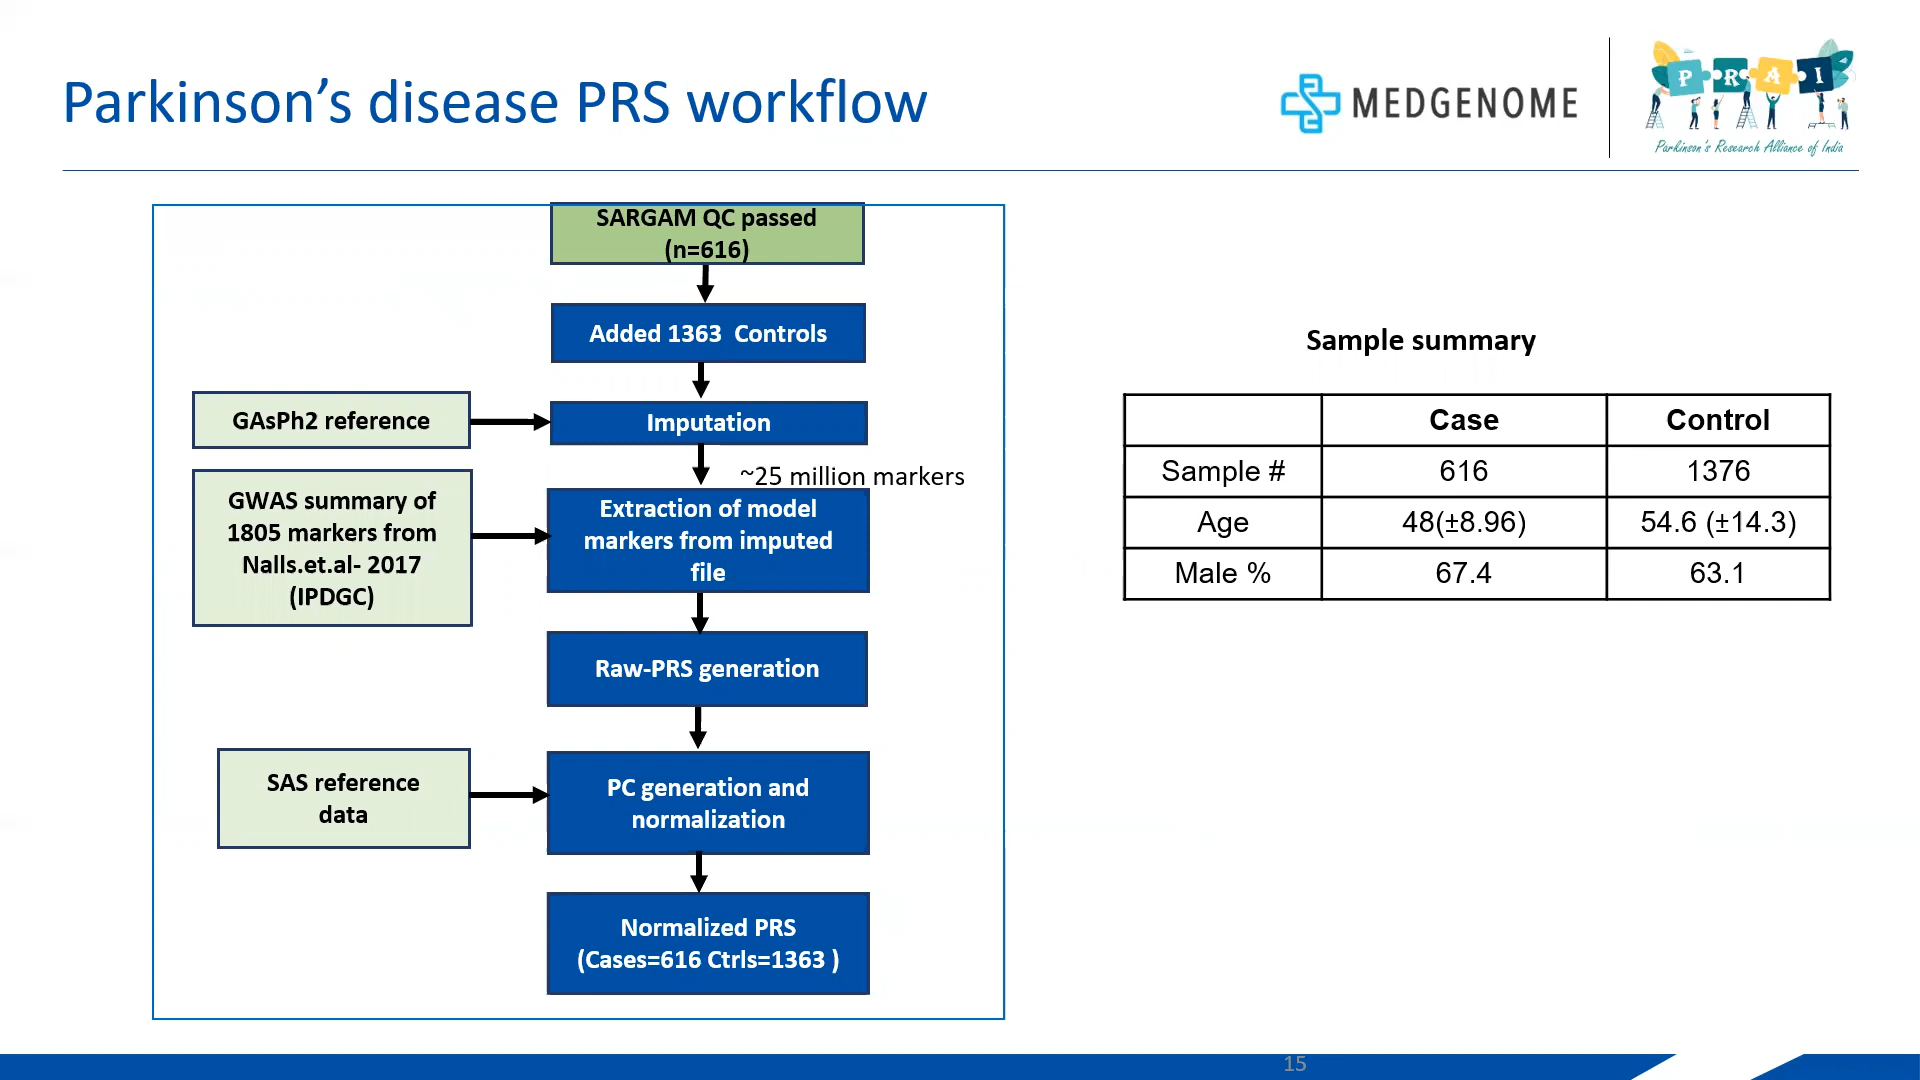 Parkinson’s disease PRS workflow
MEDGENOME
PRAI
Parkinson's Research Alliance of India
SARGAM QC passed
(n=616)
Added 1363 Controls
GAsPh2 reference
Imputation
~25 million markers
GWAS summary of
1805 markers from
Nalls.et.al- 2017
(IPDGC)
Extraction of model
markers from imputed
file
Raw-PRS generation
SAS reference
data
PC generation and
normalization
Normalized PRS
(Cases=616 Ctrls=1363 )
Sample summary
Case Control
Sample # 616 1376
Age 48(±8.96) 54.6 (±14.3)
Male % 67.4 63.1
15